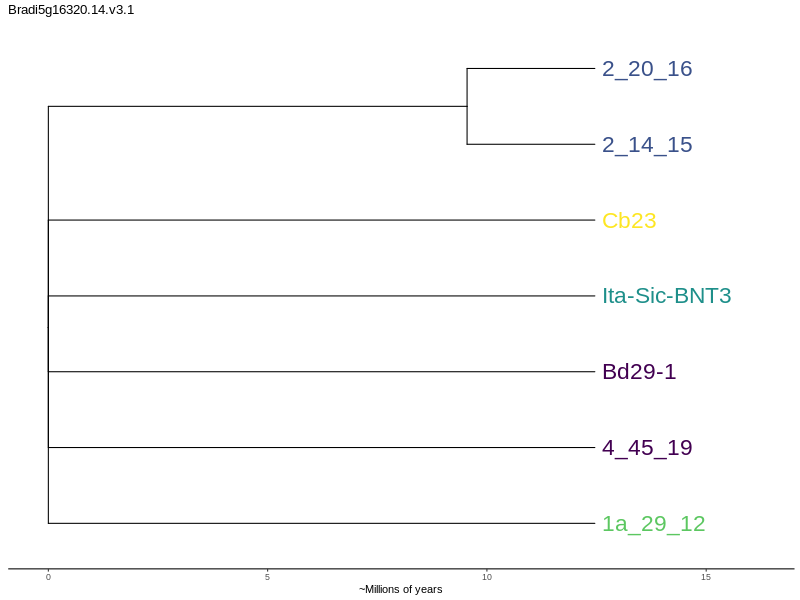 Bradi5g16320.14.v3.1
2_20_16
2_14_15
Cb23
Ita-Sic-BNT3
Bd29-1
4_45_19
1a_29_12
0 5 10 15
~Millions of years